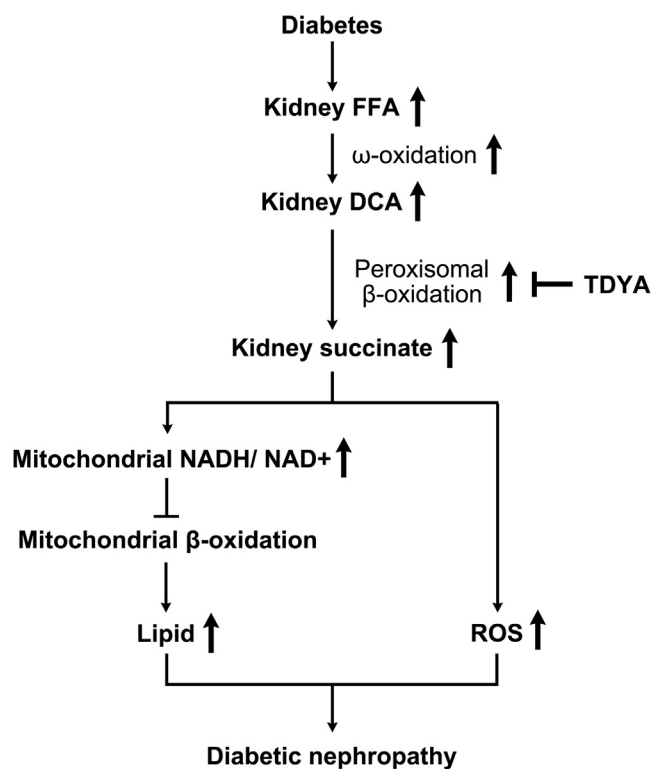 Diabetes
Kidney FFA
ω-oxidation
Kidney DCA
Peroxisomal
β-oxidation
TDYA
Kidney succinate
Mitochondrial NADH/ NAD+
Mitochondrial β-oxidation
Lipid
ROS
Diabetic nephropathy